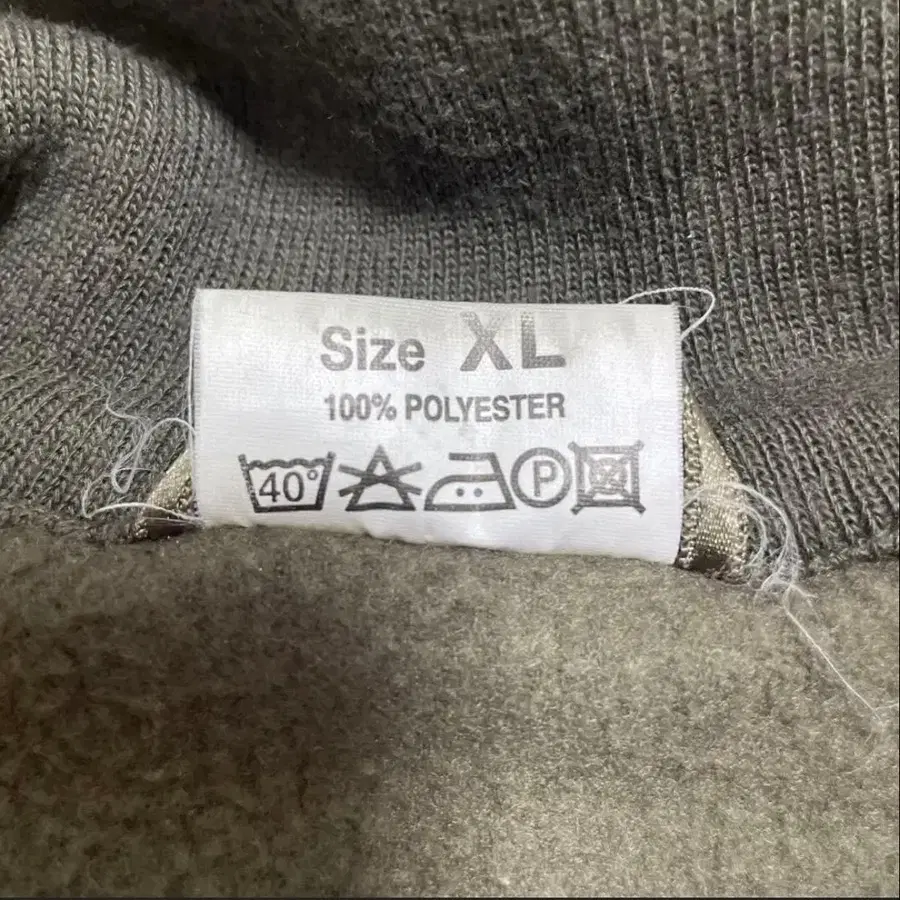 Size XL
100% POLYESTER
40° P